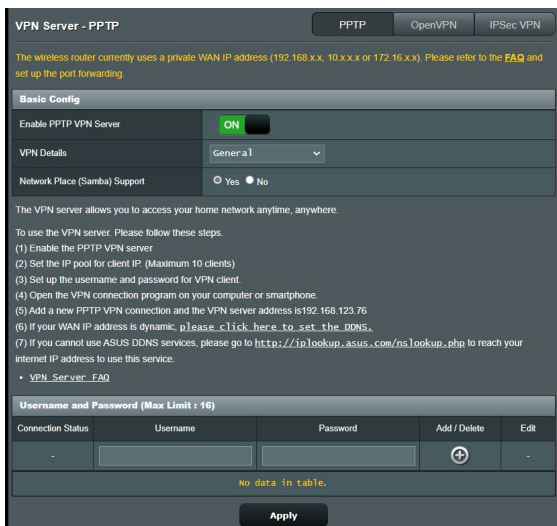 VPN Server - PPTP
PPTP
OpenVPN
IPSec VPN
The wireless router currently uses a private WAN IP address (192.168.x.x, 10.x.x.x or 172.16.x.x). Please refer to the FAQ and
set up the port forwarding.
Basic Config
Enable PPTP VPN Server
ON
VPN Details
General
Network Place (Samba) Support
Yes
No
The VPN server allows you to access your home network anytime, anywhere.
To use the VPN server. Please follow these steps.
(1) Enable the PPTP VPN server
(2) Set the IP pool for client IP. (Maximum 10 clients)
(3) Set up the username and password for VPN client.
(4) Open the VPN connection program on your computer or smartphone.
(5) Add a new PPTP VPN connection and the VPN server address is192.168.123.76
(6) If your WAN IP address is dynamic, please click here to set the DDNS.
(7) If you cannot use ASUS DDNS services, please go to http://iplookup.asus.com/nslookup.php to reach your
internet IP address to use this service.
VPN Server FAQ
Username and Password (Max Limit : 16)
Connection Status
Username
Password
Add / Delete
Edit
-
-
No data in table.
Apply